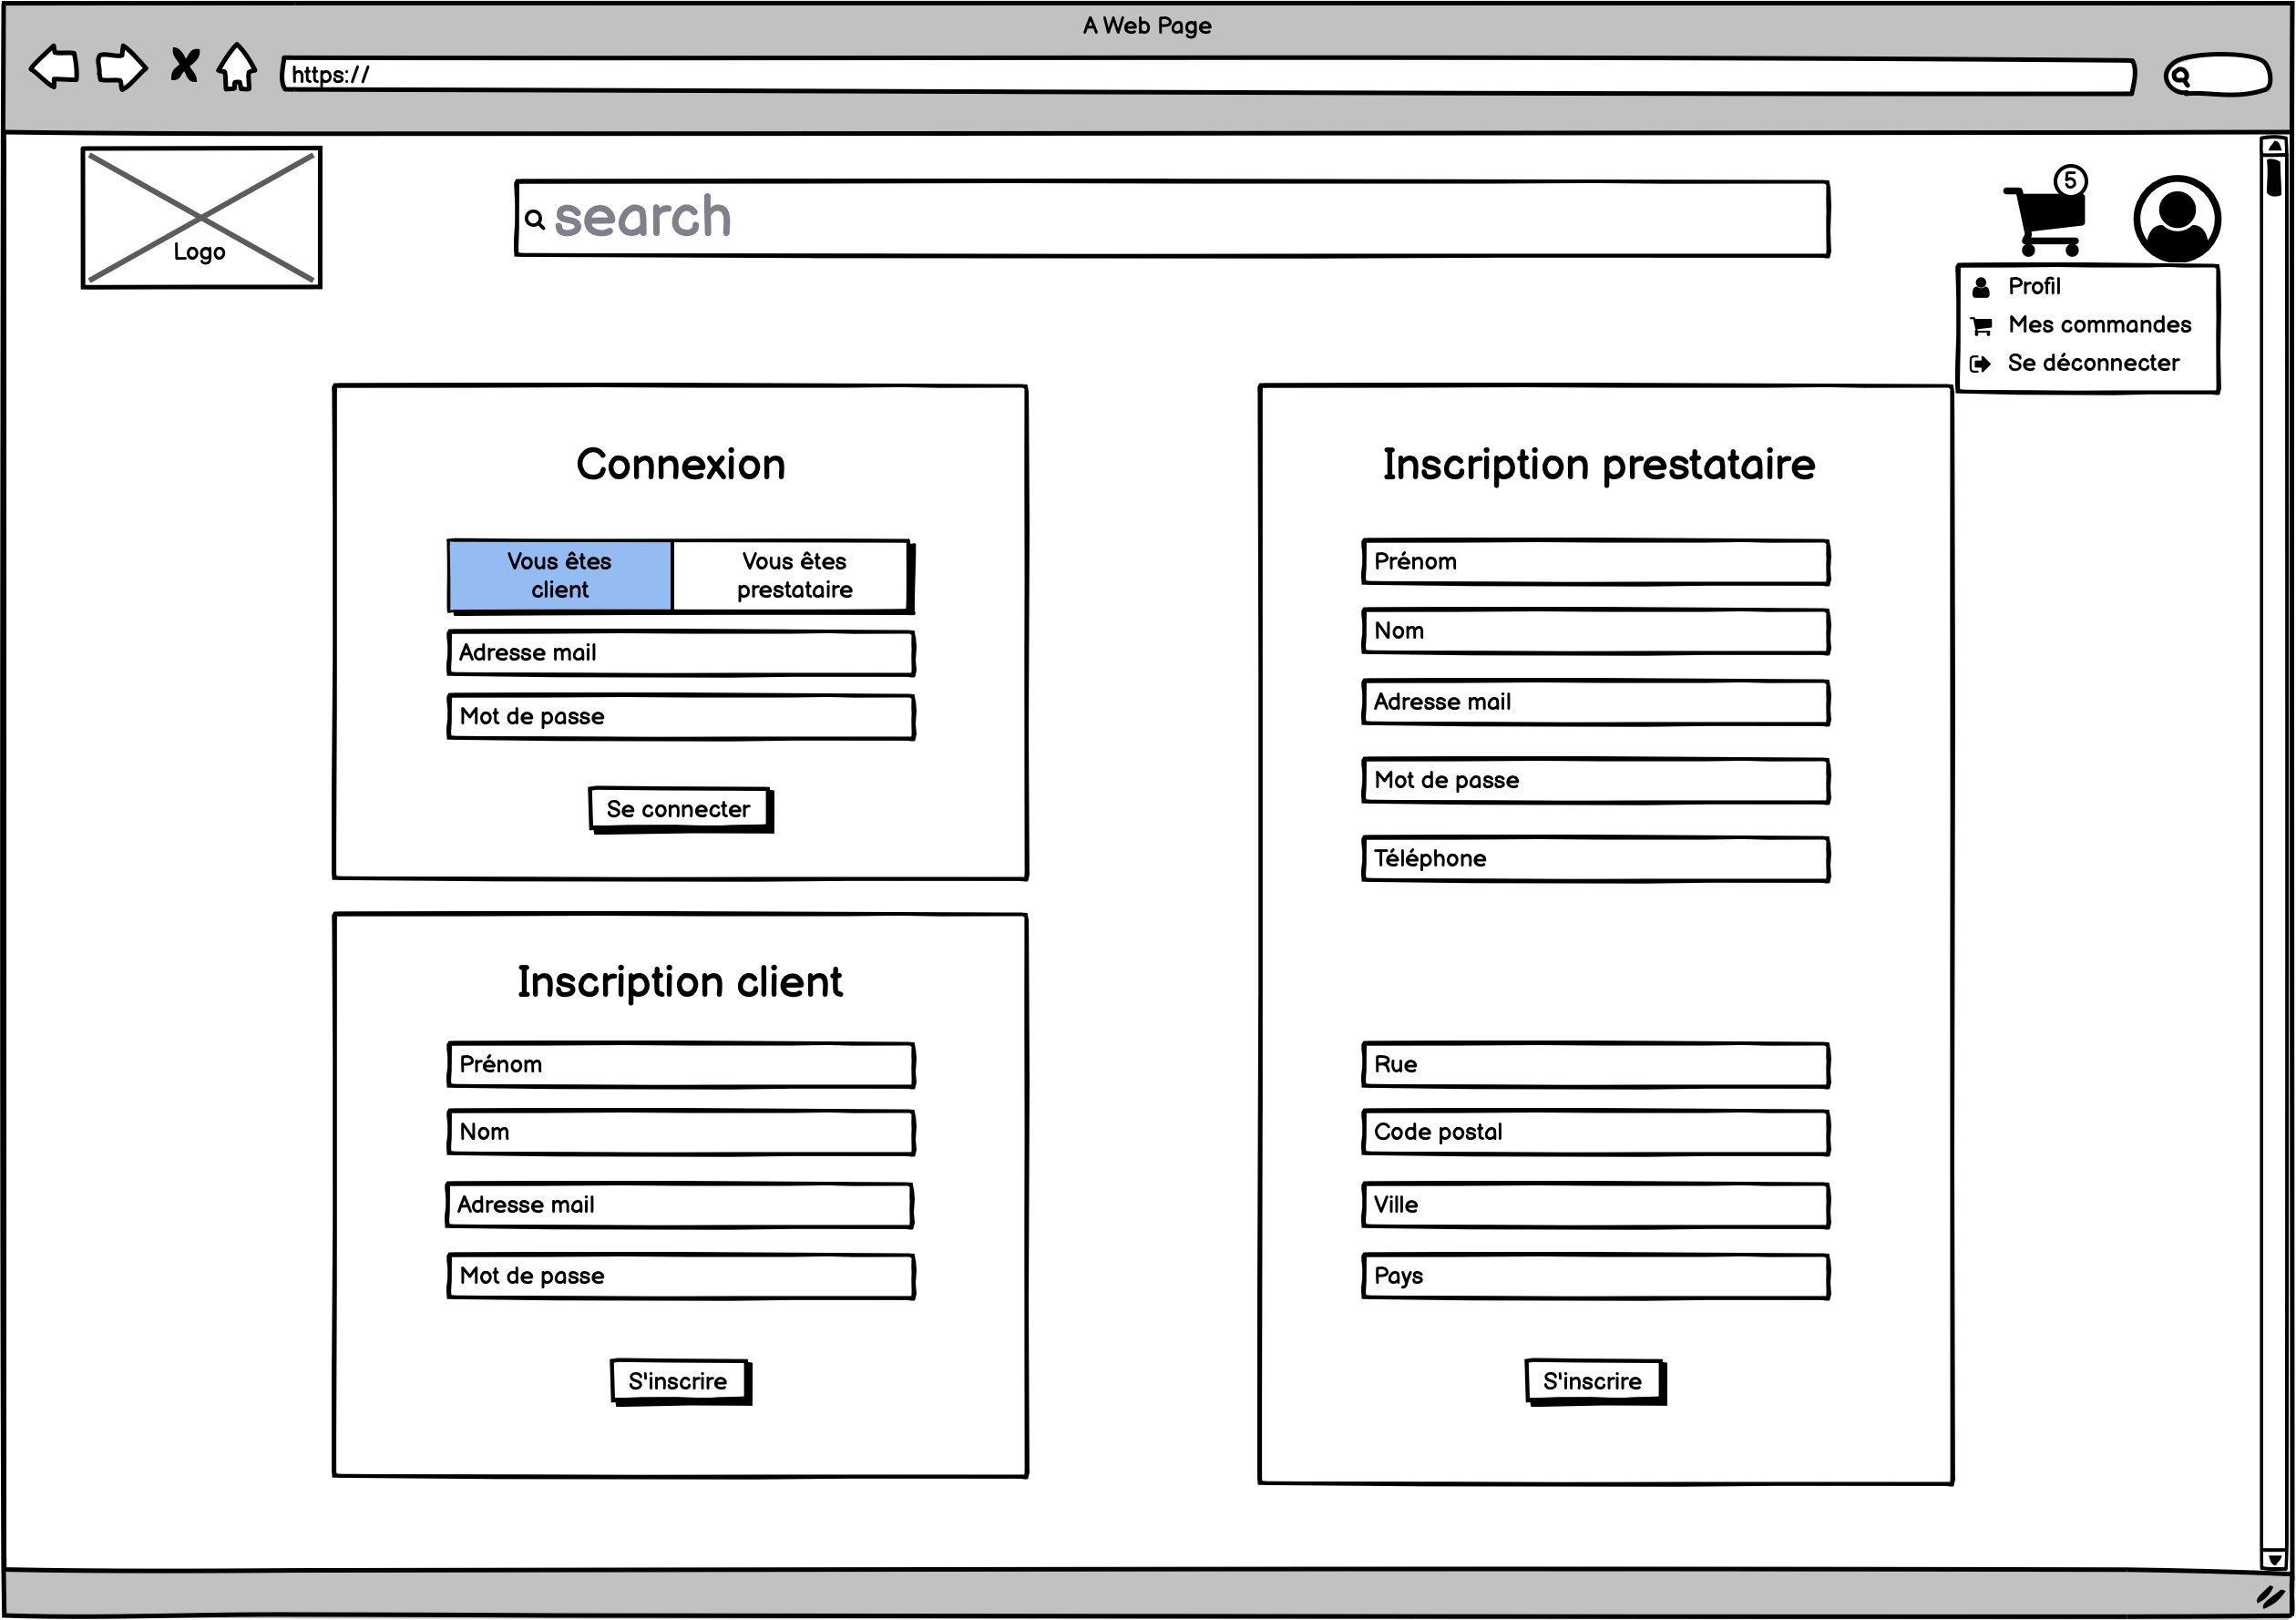 A Web Page
https://
Logo
search
5
Profil
Mes commandes
Se déconnecter
Connexion
Vous êtes
client
Vous êtes
prestataire
Adresse mail
Mot de passe
Se connecter
Inscription client
Prénom
Nom
Adresse mail
Mot de passe
S'inscrire
Inscription prestataire
Prénom
Nom
Adresse mail
Mot de passe
Téléphone
Rue
Code postal
Ville
Pays
S'inscrire